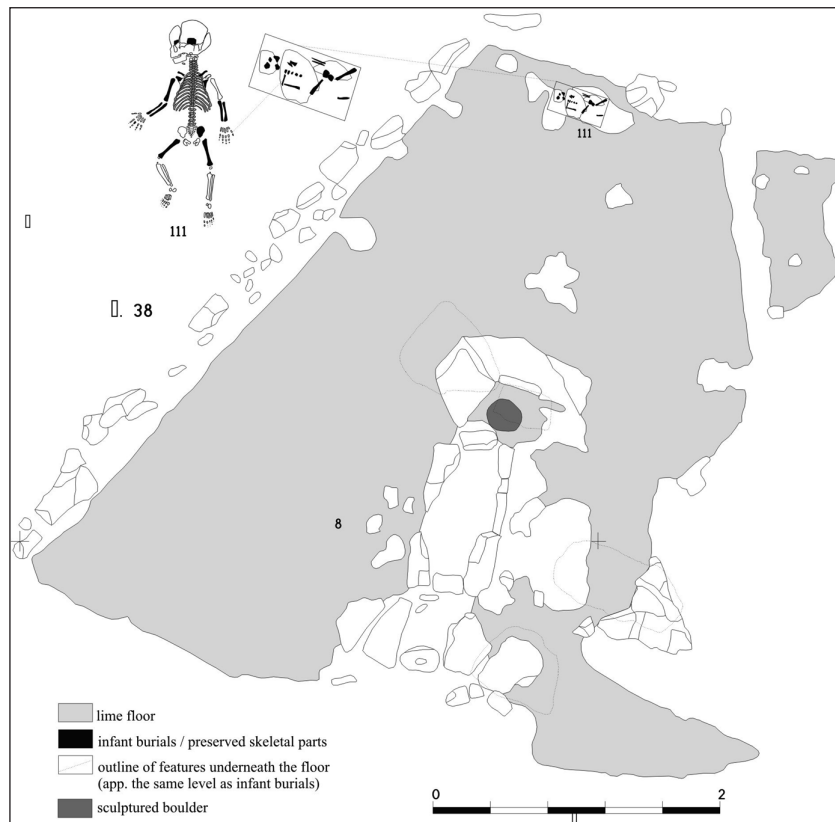 111
111
▯
▯. 38
8
lime floor
infant burials / preserved skeletal parts
outline of features underneath the floor
(app. the same level as infant burials)
sculptured boulder
0 2
▯